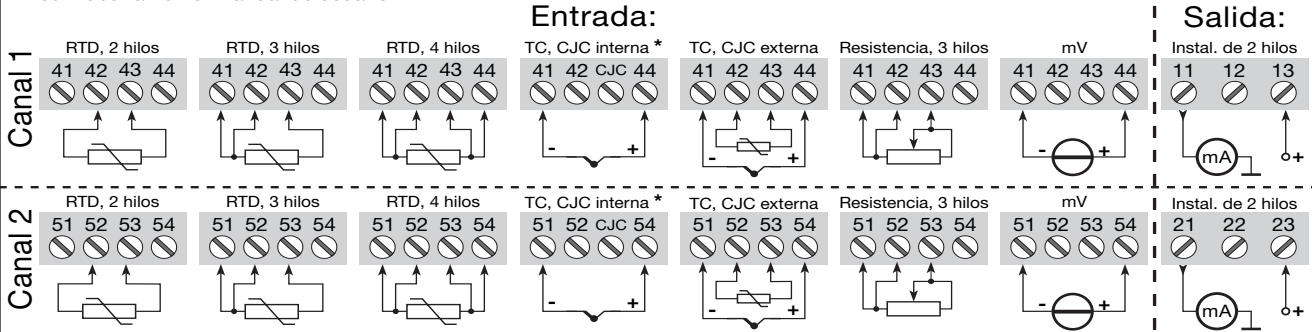 Entrada:
Salida:
Canal 1
RTD, 2 hilos
RTD, 3 hilos
RTD, 4 hilos
TC, CJC interna *
TC, CJC externa
Resistencia, 3 hilos
mV
Instal. de 2 hilos
41 42 43 44
41 42 43 44
41 42 43 44
41 42 CJC 44
41 42 43 44
41 42 43 44
41 42 43 44
11 12 13
- +
- +
- +
mA +
Canal 2
RTD, 2 hilos
RTD, 3 hilos
RTD, 4 hilos
TC, CJC interna *
TC, CJC externa
Resistencia, 3 hilos
mV
Instal. de 2 hilos
51 52 53 54
51 52 53 54
51 52 53 54
51 52 CJC 54
51 52 53 54
51 52 53 54
51 52 53 54
21 22 23
- +
- +
- +
mA +